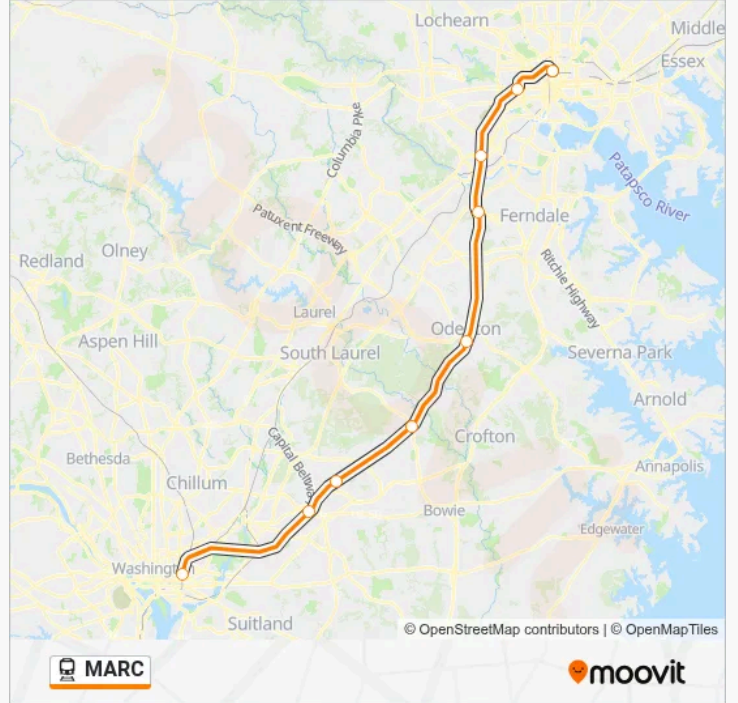 Lochearn
Middle
Essex
Columbia Pke
Patapsco River
Patuxent Freeway
Ferndale
Olney
Redland
Ritchie Highway
Laurel
Odenton
Aspen Hill
South Laurel
Severna Park
Arnold
Capital Beltway
Crofton
Bethesda
Annapolis
Chillum
Bowie
Edgewater
Washington
Suitland
© OpenStreetMap contributors | © OpenMapTiles
MARC
moovit